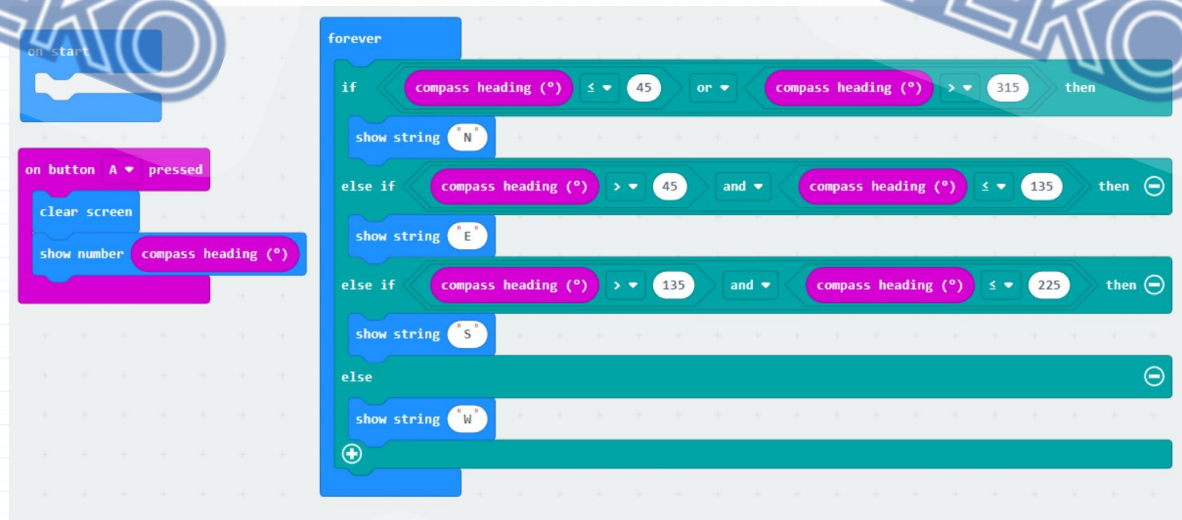 on start
on button A pressed
clear screen
show number compass heading (°)
forever
if compass heading (°) ≤ 45 or compass heading (°) > 315 then
show string "N"
else if compass heading (°) > 45 and compass heading (°) ≤ 135 then
show string "E"
else if compass heading (°) > 135 and compass heading (°) ≤ 225 then
show string "S"
else
show string "W"